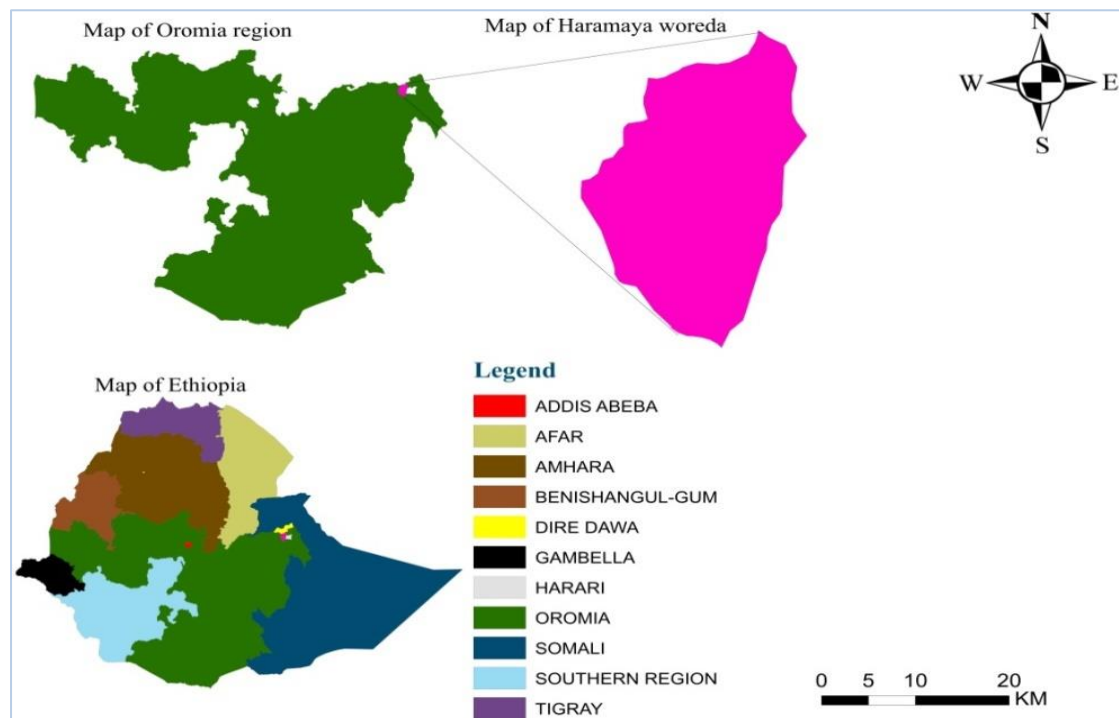 Map of Oromia region
Map of Haramaya woreda
N
W
E
S
Map of Ethiopia
Legend
ADDIS ABEBA
AFAR
AMHARA
BENISHANGUL-GUM
DIRE DAWA
GAMBELLA
HARARI
OROMIA
SOMALI
SOUTHERN REGION
TIGRAY
0 5 10 20
KM